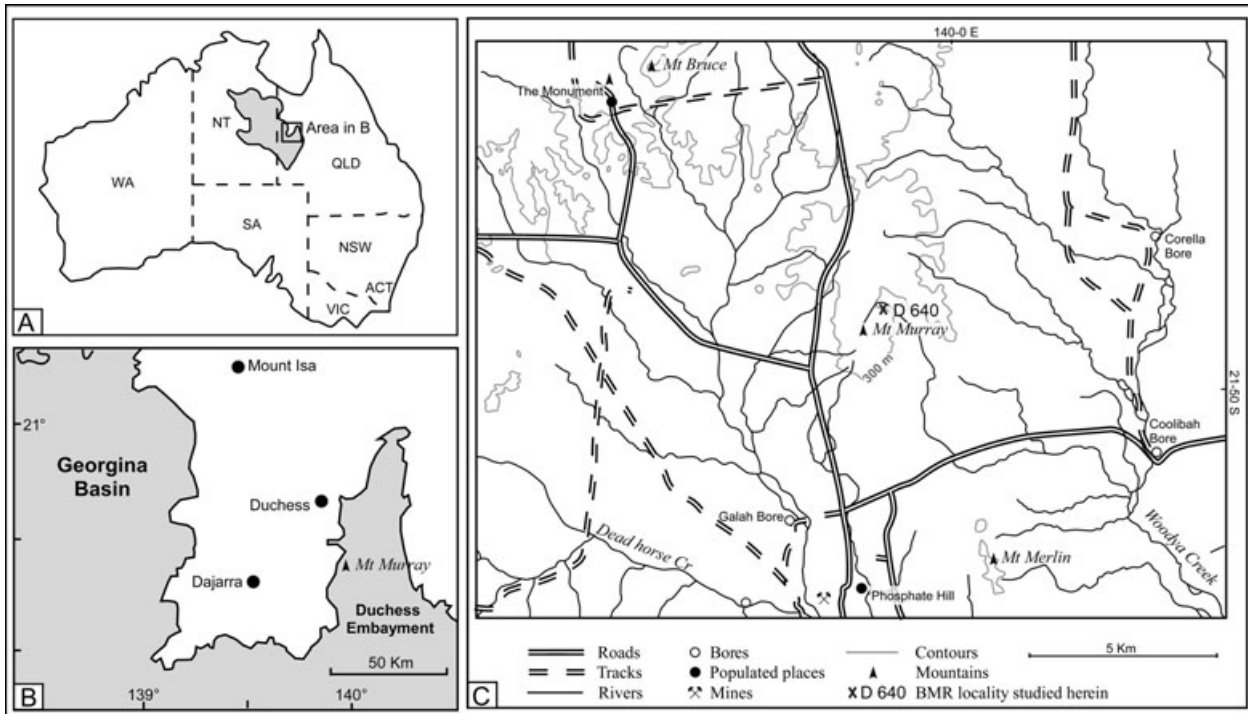 WA
NT
Area in B
QLD
SA
NSW
ACT
VIC
A
Mount Isa
21°
Georgina
Basin
Duchess
Mt Murray
Dajarra
Duchess
Embayment
50 Km
B
139°
140°
140-0 E
Mt Bruce
The Monument
Corella
Bore
x D 640
Mt Murray
300 m
21-50 S
Coolibah
Bore
Galah Bore
Dead horse Cr
Woodya Creek
Mt Merlin
Phosphate Hill
C
Roads
Tracks
Rivers
Bores
Populated places
Mines
Contours
Mountains
x D 640 BMR locality studied herein
5 Km